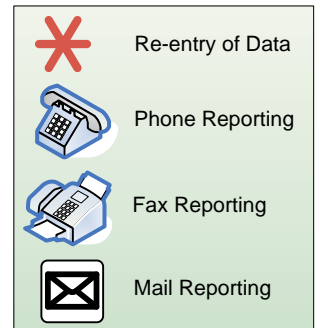 Re-entry of Data
Phone Reporting
Fax Reporting
Mail Reporting